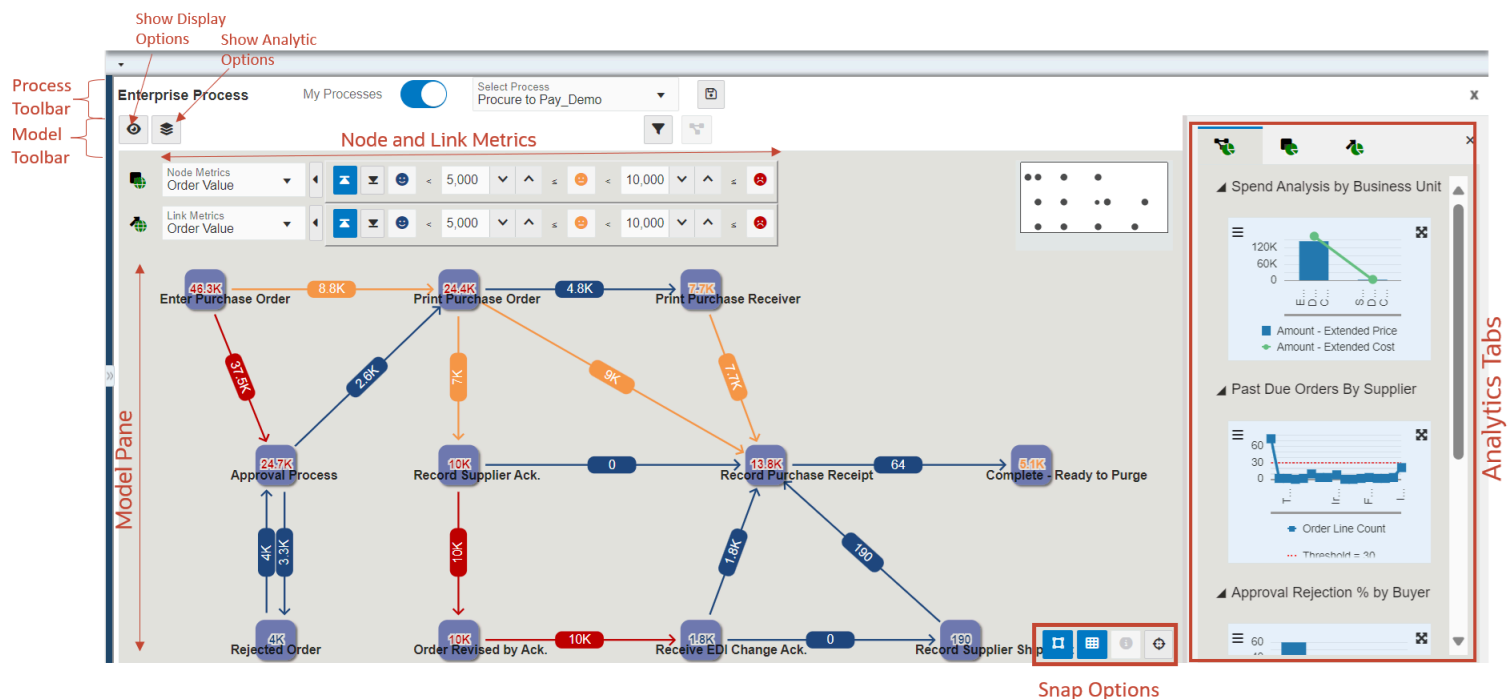 Show Display
Options
Show Analytic
Options
Process
Toolbar
Enterprise Process
My Processes
Select Process
Procure to Pay_Demo
X
Model
Toolbar
Node and Link Metrics
Node Metrics
Order Value
< 5,000 ≤ < 10,000 ≤
Link Metrics
Order Value
< 5,000 ≤ < 10,000 ≤
Model Pane
46.3K
Enter Purchase Order
8.8K
24.4K
Print Purchase Order
4.8K
7.7K
Print Purchase Receiver
37.5K
2.6K
7K
9K
7.7K
24.7K
Approval Process
10K
Record Supplier Ack.
0
13.8K
Record Purchase Receipt
64
5.1K
Complete - Ready to Purge
4K
3.3K
10K
1.8K
190
4K
Rejected Order
10K
Order Revised by Ack.
10K
1.8K
Receive EDI Change Ack.
0
190
Record Supplier Ship
Snap Options
×
Spend Analysis by Business Unit
120K
60K
0
E...
D...
C...
S...
D...
C...
Amount - Extended Price
Amount - Extended Cost
Past Due Orders By Supplier
60
30
0
T...
Ir...
F...
I...
Order Line Count
Threshold = 30
Approval Rejection % by Buyer
60
Analytics Tabs